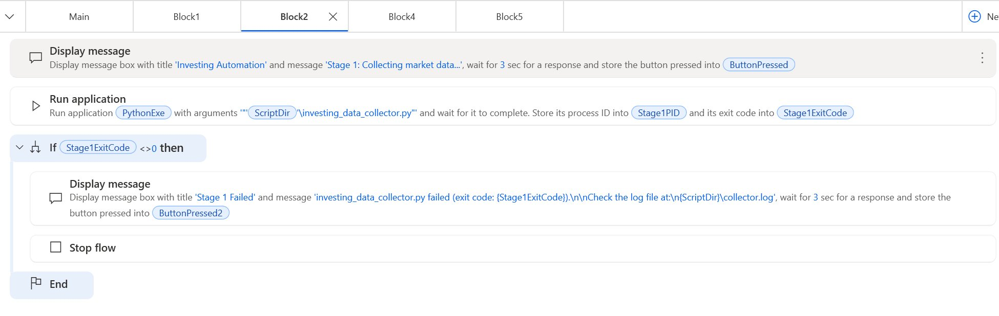 Main Block1 Block2 Block4 Block5 Ne
Display message
Display message box with title 'Investing Automation' and message 'Stage 1: Collecting market data...', wait for 3 sec for a response and store the button pressed into ButtonPressed
Run application
Run application PythonExe with arguments '"' ScriptDir '\investing_data_collector.py"' and wait for it to complete. Store its process ID into Stage1PID and its exit code into Stage1ExitCode
If Stage1ExitCode <>0 then
Display message
Display message box with title 'Stage 1 Failed' and message 'investing_data_collector.py failed (exit code: {Stage1ExitCode}).\n\nCheck the log file at:\n{ScriptDir}\collector.log', wait for 3 sec for a response and store the
button pressed into ButtonPressed2
Stop flow
End